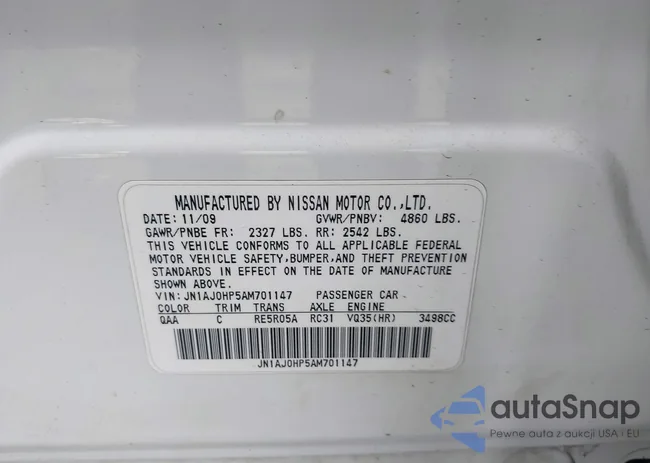 MANUFACTURED BY NISSAN MOTOR CO.,LTD.
DATE: 11/09 GVWR/PNBV: 4860 LBS.
GAWR/PNBE FR: 2327 LBS. RR: 2542 LBS.
THIS VEHICLE CONFORMS TO ALL APPLICABLE FEDERAL
MOTOR VEHICLE SAFETY,BUMPER,AND THEFT PREVENTION
STANDARDS IN EFFECT ON THE DATE OF MANUFACTURE
SHOWN ABOVE.
VIN: JN1AJ0HP5AM701147 PASSENGER CAR
COLOR TRIM TRANS AXLE ENGINE
QAA C RE5R05A RC31 VQ35(HR) 3498CC
JN1AJ0HP5AM701147
autaSnap
Pewne auta z aukcji USA i EU